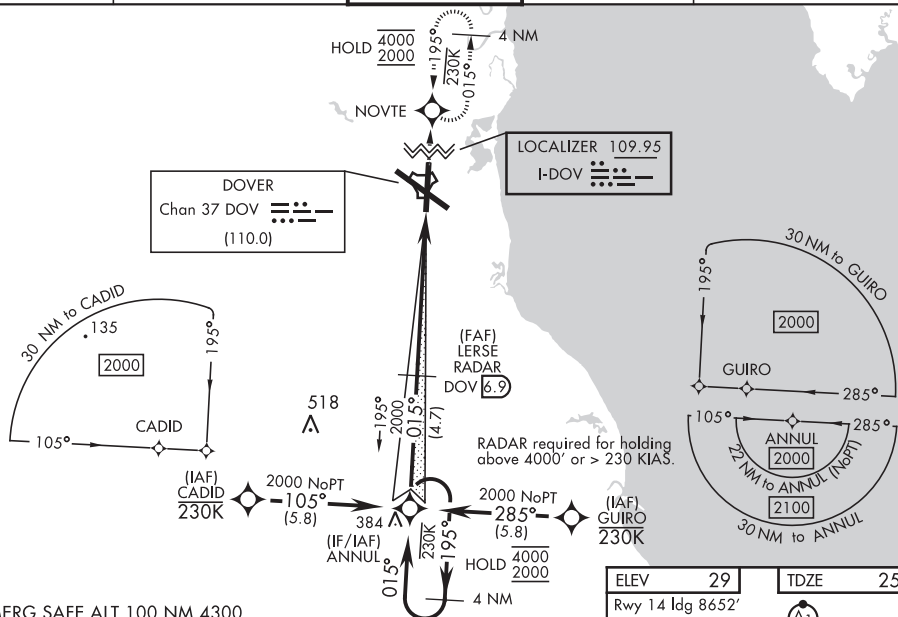 HOLD 4000
2000
195°
4 NM
230K
015°
NOVTE
LOCALIZER 109.95
I-DOV
DOVER
Chan 37 DOV
(110.0)
30 NM to CADID
135
2000
195°
CADID
105°
30 NM to GUIRO
195°
2000
GUIRO
285°
105°
285°
ANNUL
2000
22 NM to ANNUL (NoPT)
2100
30 NM to ANNUL
(FAF)
LERSE
RADAR
DOV 6.9
195°
2000
015°
(4.7)
518
RADAR required for holding
above 4000' or > 230 KIAS.
(IAF)
CADID
230K
2000 NoPT
105°
(5.8)
384
(IF/IAF)
ANNUL
2000 NoPT
285°
(5.8)
(IAF)
GUIRO
230K
230K
195°
015°
HOLD 4000
2000
4 NM
ELEV 29
TDZE 25
Rwy 14 ldg 8652'
EMERG SAFE ALT 100 NM 4300